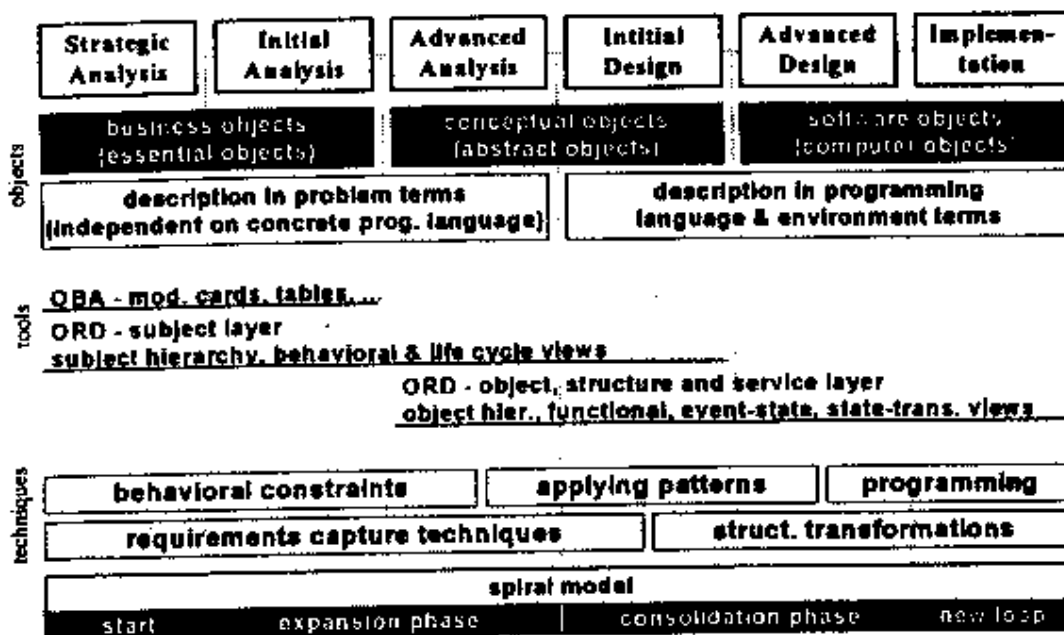 Strategic
Analysis
Initial
Analysis
Advanced
Analysis
Intitial
Design
Advanced
Design
Implemen-
tation
objects
business objects
(essential objects)
conceptual objects
(abstract objects)
software objects
(computer objects)
description in problem terms
(independent on concrete prog. language)
description in programming
language & environment terms
tools
OBA - mod. cards, tables, ...
ORD - subject layer
subject hierarchy, behavioral & life cycle views
ORD - object, structure and service layer
object hier., functional, event-state, state-trans. views
techniques
behavioral constraints
applying patterns
programming
requirements capture techniques
struct. transformations
spiral model
start
expansion phase
consolidation phase
new loop